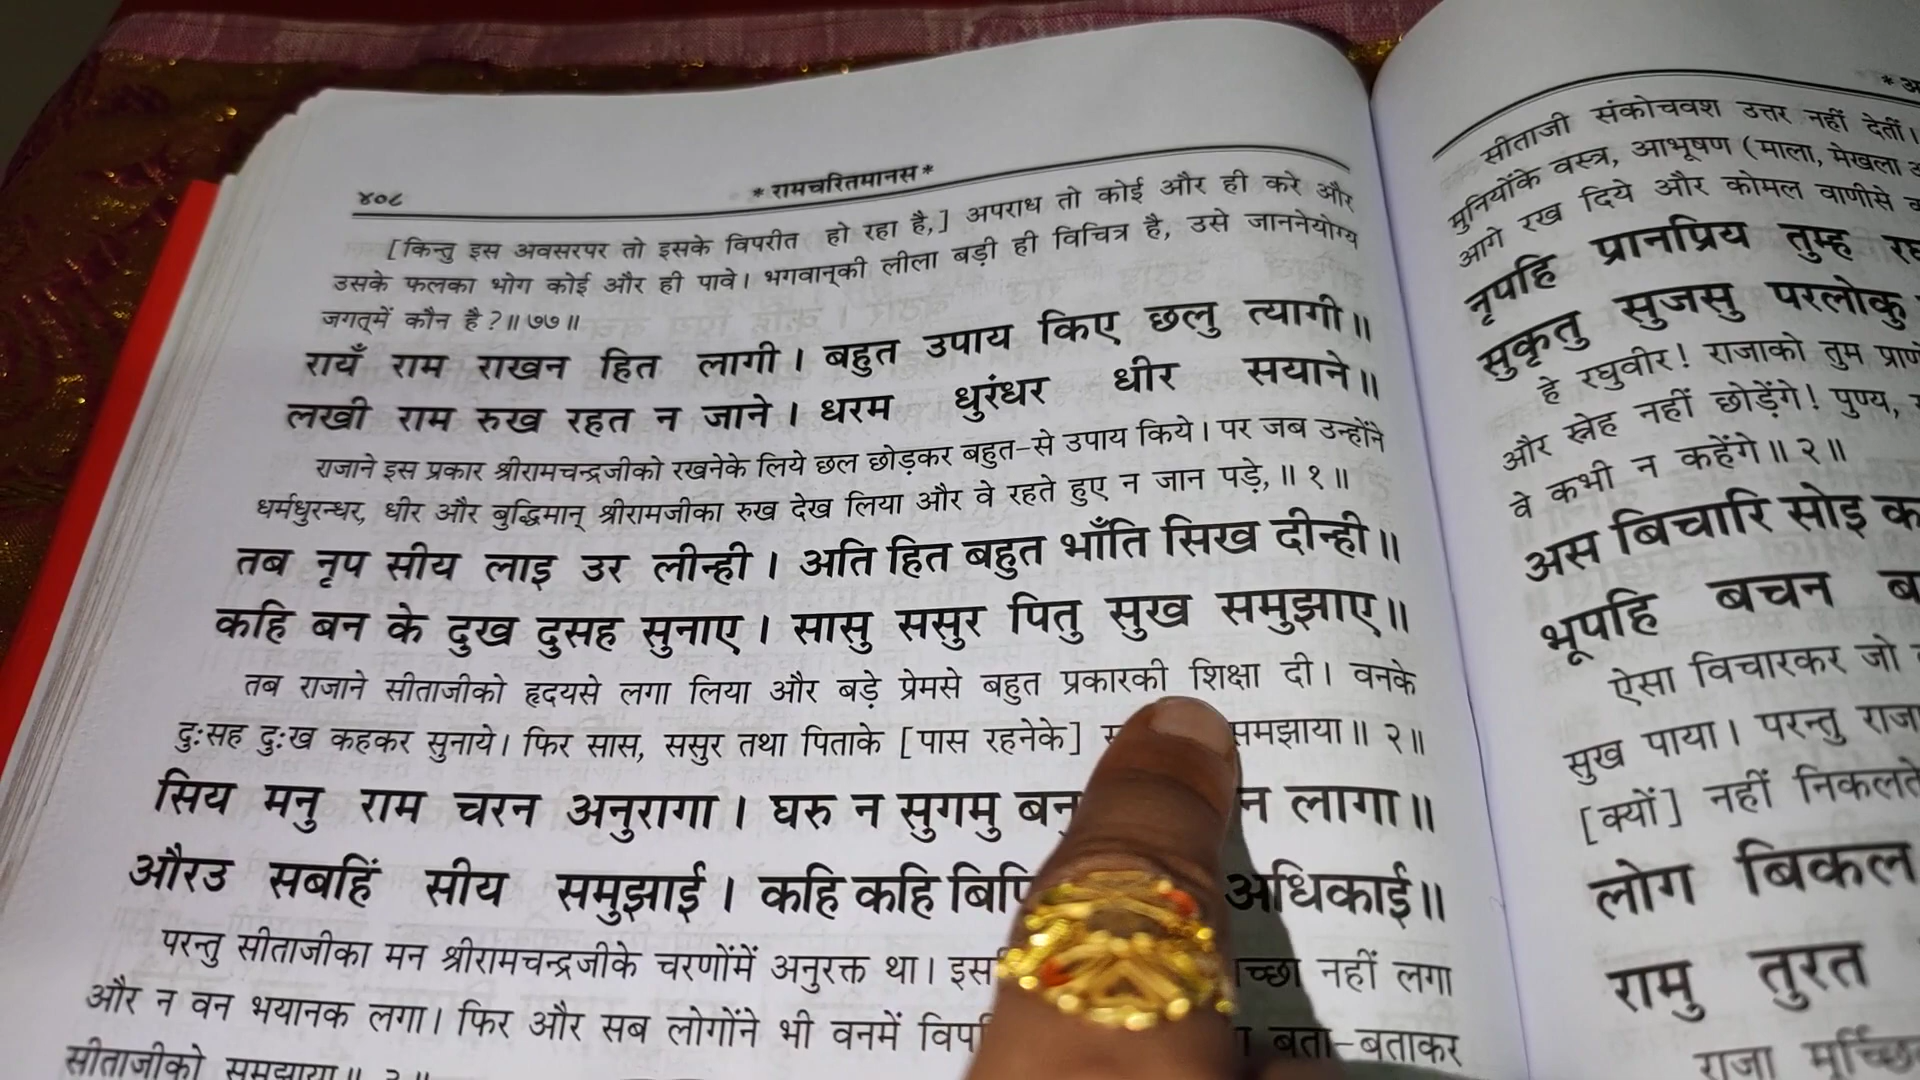 ४०८
* रामचरितमानस *
[किन्तु इस अवसरपर तो इसके विपरीत हो रहा है,] अपराध तो कोई और ही करे और
उसके फलका भोग कोई और ही पावे। भगवान्‌की लीला बड़ी ही विचित्र है, उसे जाननेयोग्य
जगत्‌में कौन है?॥ ७७॥
रायँ राम राखन हित लागी। बहुत उपाय किए छलु त्यागी॥
लखी राम रुख रहत न जाने। धरम धुरंधर धीर सयाने॥
राजाने इस प्रकार श्रीरामचन्द्रजीको रखनेके लिये छल छोड़कर बहुत-से उपाय किये। पर जब उन्होंने
धर्मधुरन्धर, धीर और बुद्धिमान् श्रीरामजीका रुख देख लिया और वे रहते हुए न जान पड़े,॥ १॥
तब नृप सीय लाइ उर लीन्ही। अति हित बहुत भाँति सिख दीन्ही॥
कहि बन के दुख दुसह सुनाए। सासु ससुर पितु सुख समुझाए॥
तब राजाने सीताजीको हृदयसे लगा लिया और बड़े प्रेमसे बहुत प्रकारकी शिक्षा दी। वनके
दुःसह दुःख कहकर सुनाये। फिर सास, ससुर तथा पिताके [पास रहनेके] समझाया॥ २॥
सिय मनु राम चरन अनुरागा। घरु न सुगमु बनु न लागा॥
औरउ सबहिं सीय समुझाई। कहि कहि अधिकाई॥
परन्तु सीताजीका मन श्रीरामचन्द्रजीके चरणोंमें अनुरक्त था। नहीं लगा
और न वन भयानक लगा। फिर और सब लोगोंने भी वनमें बता-बताकर
सीताजीको समझाया॥ ३॥
सीताजी संकोचवश उत्तर नहीं देतीं।
मुनियोंके वस्त्र, आभूषण (माला, मेखला
आगे रख दिये और कोमल वाणीसे
नृपहि प्रानप्रिय तुम्ह
सुकृतु सुजसु परलोकु
हे रघुवीर! राजाको तुम
और स्नेह नहीं छोड़ेंगे! पुण्य,
वे कभी न कहेंगे॥ २॥
अस बिचारि सोइ
भूपहि बचन
ऐसा विचारकर जो
सुख पाया। परन्तु
[क्यों] नहीं निकलते
लोग बिकल
रामु तुरत
राजा